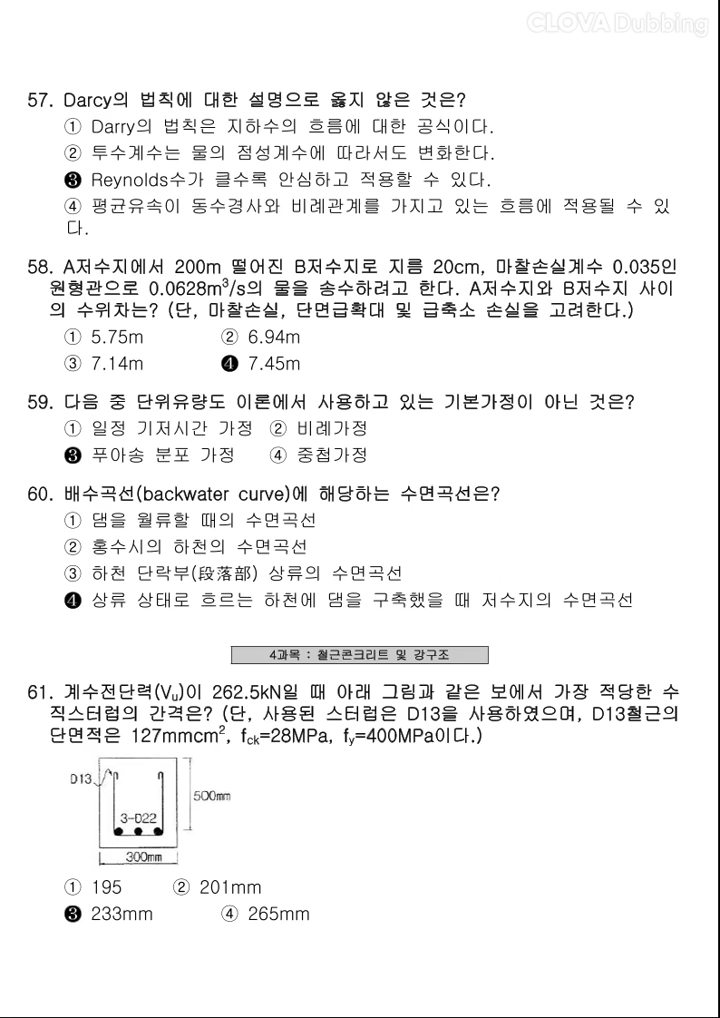 CLOVA Dubbing
57. Darcy의 법칙에 대한 설명으로 옳지 않은 것은?
① Darry의 법칙은 지하수의 흐름에 대한 공식이다.
② 투수계수는 물의 점성계수에 따라서도 변화한다.
❸ Reynolds수가 클수록 안심하고 적용할 수 있다.
④ 평균유속이 동수경사와 비례관계를 가지고 있는 흐름에 적용될 수 있
다.
58. A저수지에서 200m 떨어진 B저수지로 지름 20cm, 마찰손실계수 0.035인
원형관으로 0.0628m³/s의 물을 송수하려고 한다. A저수지와 B저수지 사이
의 수위차는? (단, 마찰손실, 단면급확대 및 급축소 손실을 고려한다.)
① 5.75m ② 6.94m
③ 7.14m ❹ 7.45m
59. 다음 중 단위유량도 이론에서 사용하고 있는 기본가정이 아닌 것은?
① 일정 기저시간 가정 ② 비례가정
❸ 푸아송 분포 가정 ④ 중첩가정
60. 배수곡선(backwater curve)에 해당하는 수면곡선은?
① 댐을 월류할 때의 수면곡선
② 홍수시의 하천의 수면곡선
③ 하천 단락부(段落部) 상류의 수면곡선
❹ 상류 상태로 흐르는 하천에 댐을 구축했을 때 저수지의 수면곡선
4과목 : 철근콘크리트 및 강구조
61. 계수전단력(Vu)이 262.5kN일 때 아래 그림과 같은 보에서 가장 적당한 수
직스터럽의 간격은? (단, 사용된 스터럽은 D13을 사용하였으며, D13철근의
단면적은 127mmcm², fck=28MPa, fy=400MPa이다.)
D13
500mm
3-D22
300mm
① 195 ② 201mm
❸ 233mm ④ 265mm